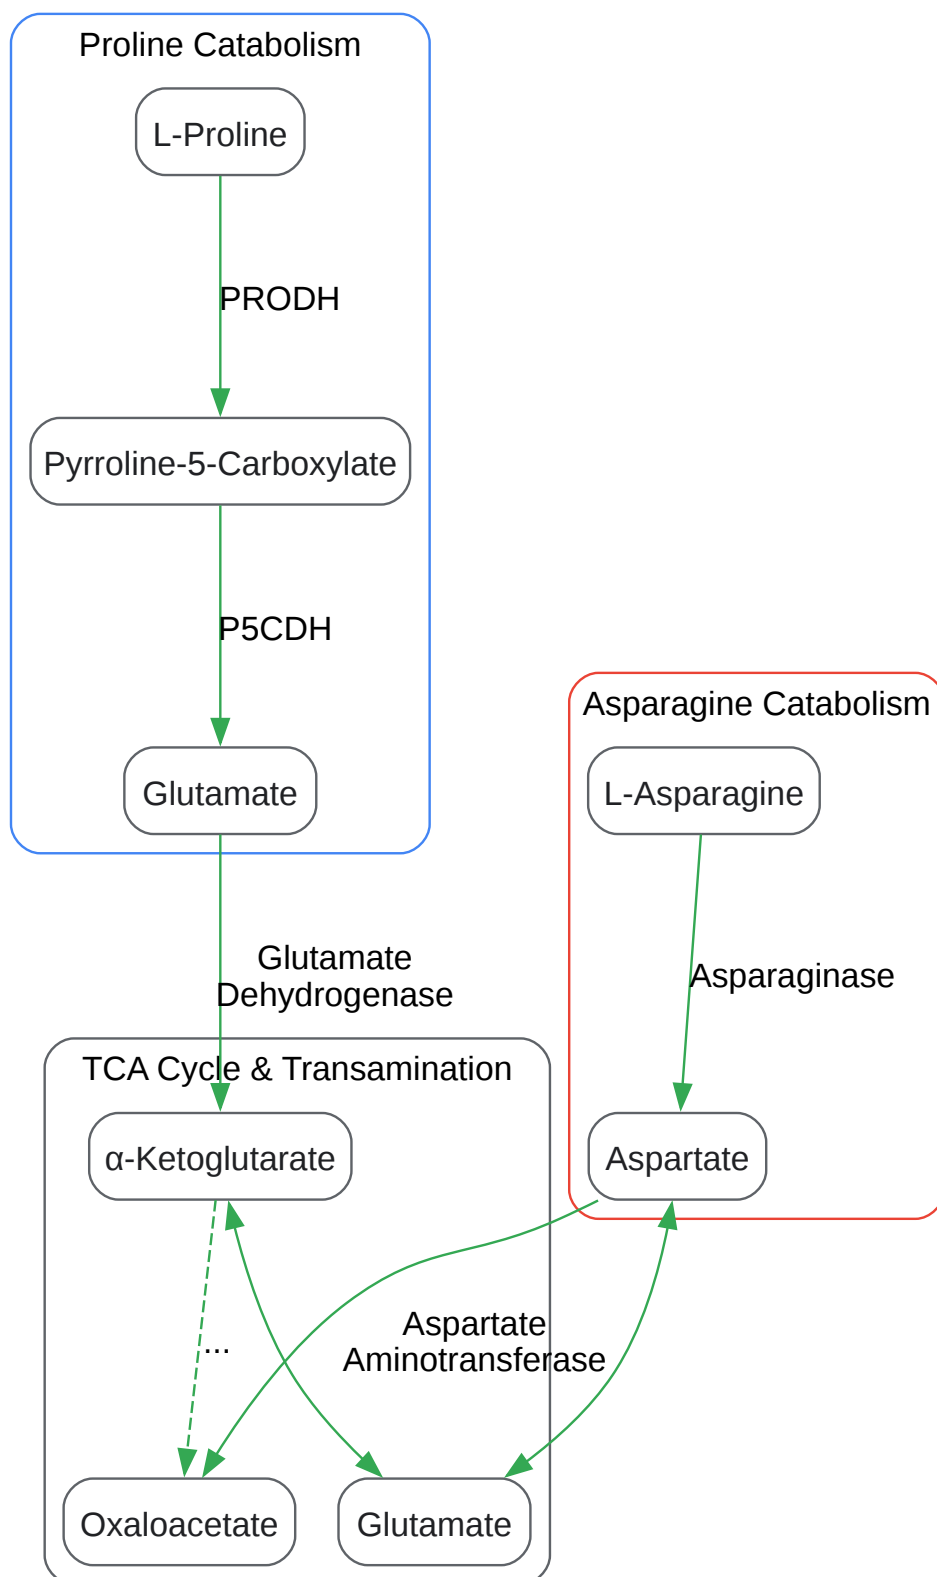 Proline Catabolism
L-Proline
PRODH
Pyrroline-5-Carboxylate
P5CDH
Glutamate
Asparagine Catabolism
L-Asparagine
Glutamate
Dehydrogenase
Asparaginase
TCA Cycle & Transamination
α-Ketoglutarate
Aspartate
...
Aspartate
Aminotransferase
Oxaloacetate
Glutamate